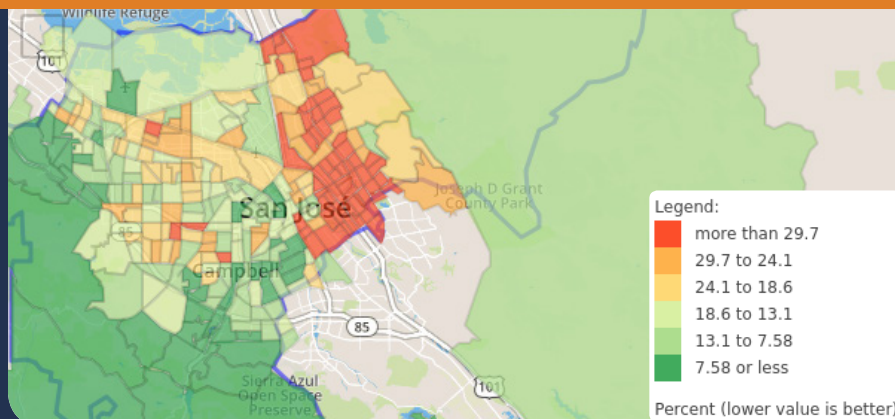 Wildlife Refuge
101
Joseph D Grant
County Park
San José
85
Campbell
85
101
Sierra Azul
Open Space
Preserve
Legend:
more than 29.7
29.7 to 24.1
24.1 to 18.6
18.6 to 13.1
13.1 to 7.58
7.58 or less
Percent (lower value is better)